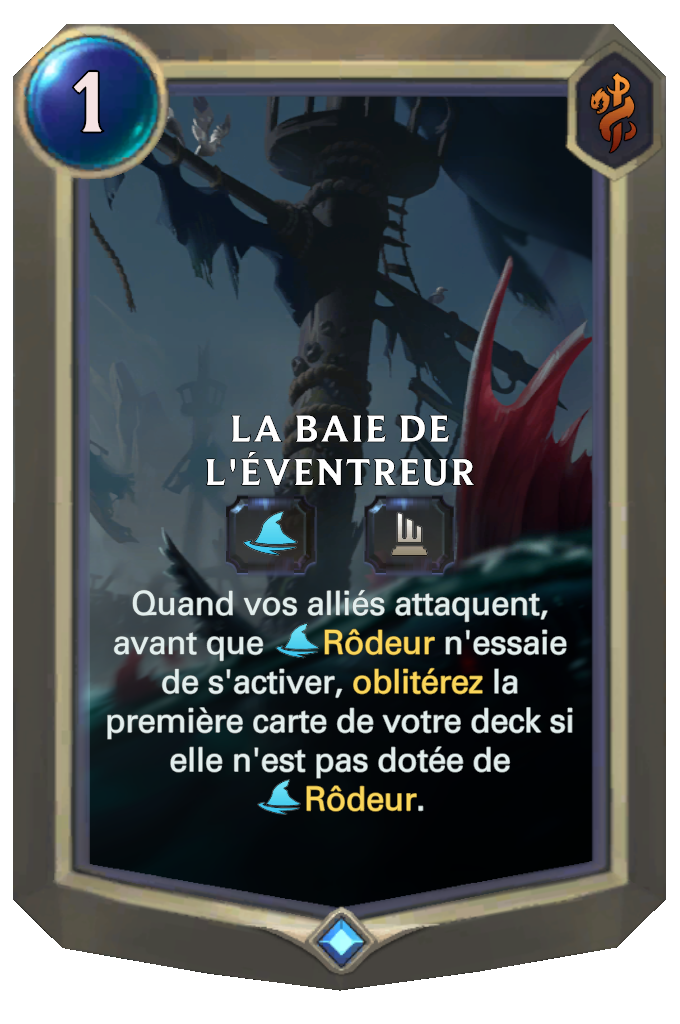 1
LA BAIE DE
L'ÉVENTREUR
Quand vos alliés attaquent,
avant que Rôdeur n'essaie
de s'activer, oblitérez la
première carte de votre deck si
elle n'est pas dotée de
Rôdeur.